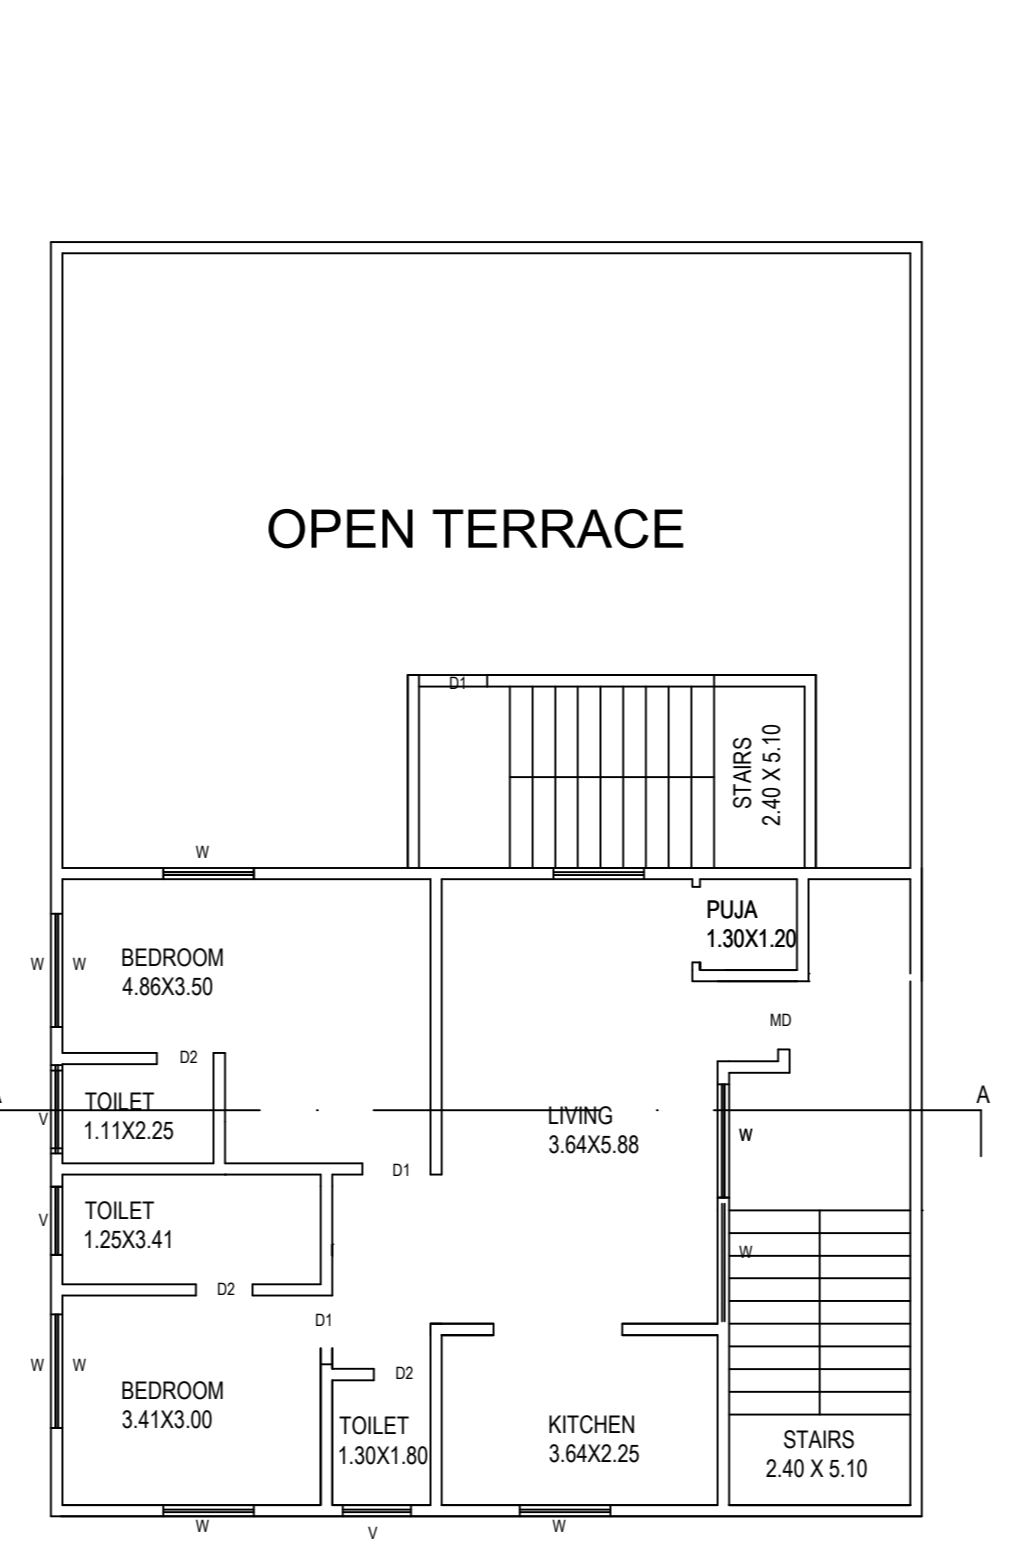 OPEN TERRACE
D1
STAIRS
2.40 X 5.10
W
PUJA
1.30X1.20
BEDROOM
4.86X3.50
W
W
MD
D2
TOILET
1.11X2.25
V
A
LIVING
3.64X5.88
W
D1
TOILET
1.25X3.41
V
W
D2
D1
W
W
BEDROOM
3.41X3.00
D2
TOILET
1.30X1.80
KITCHEN
3.64X2.25
STAIRS
2.40 X 5.10
W
V
W